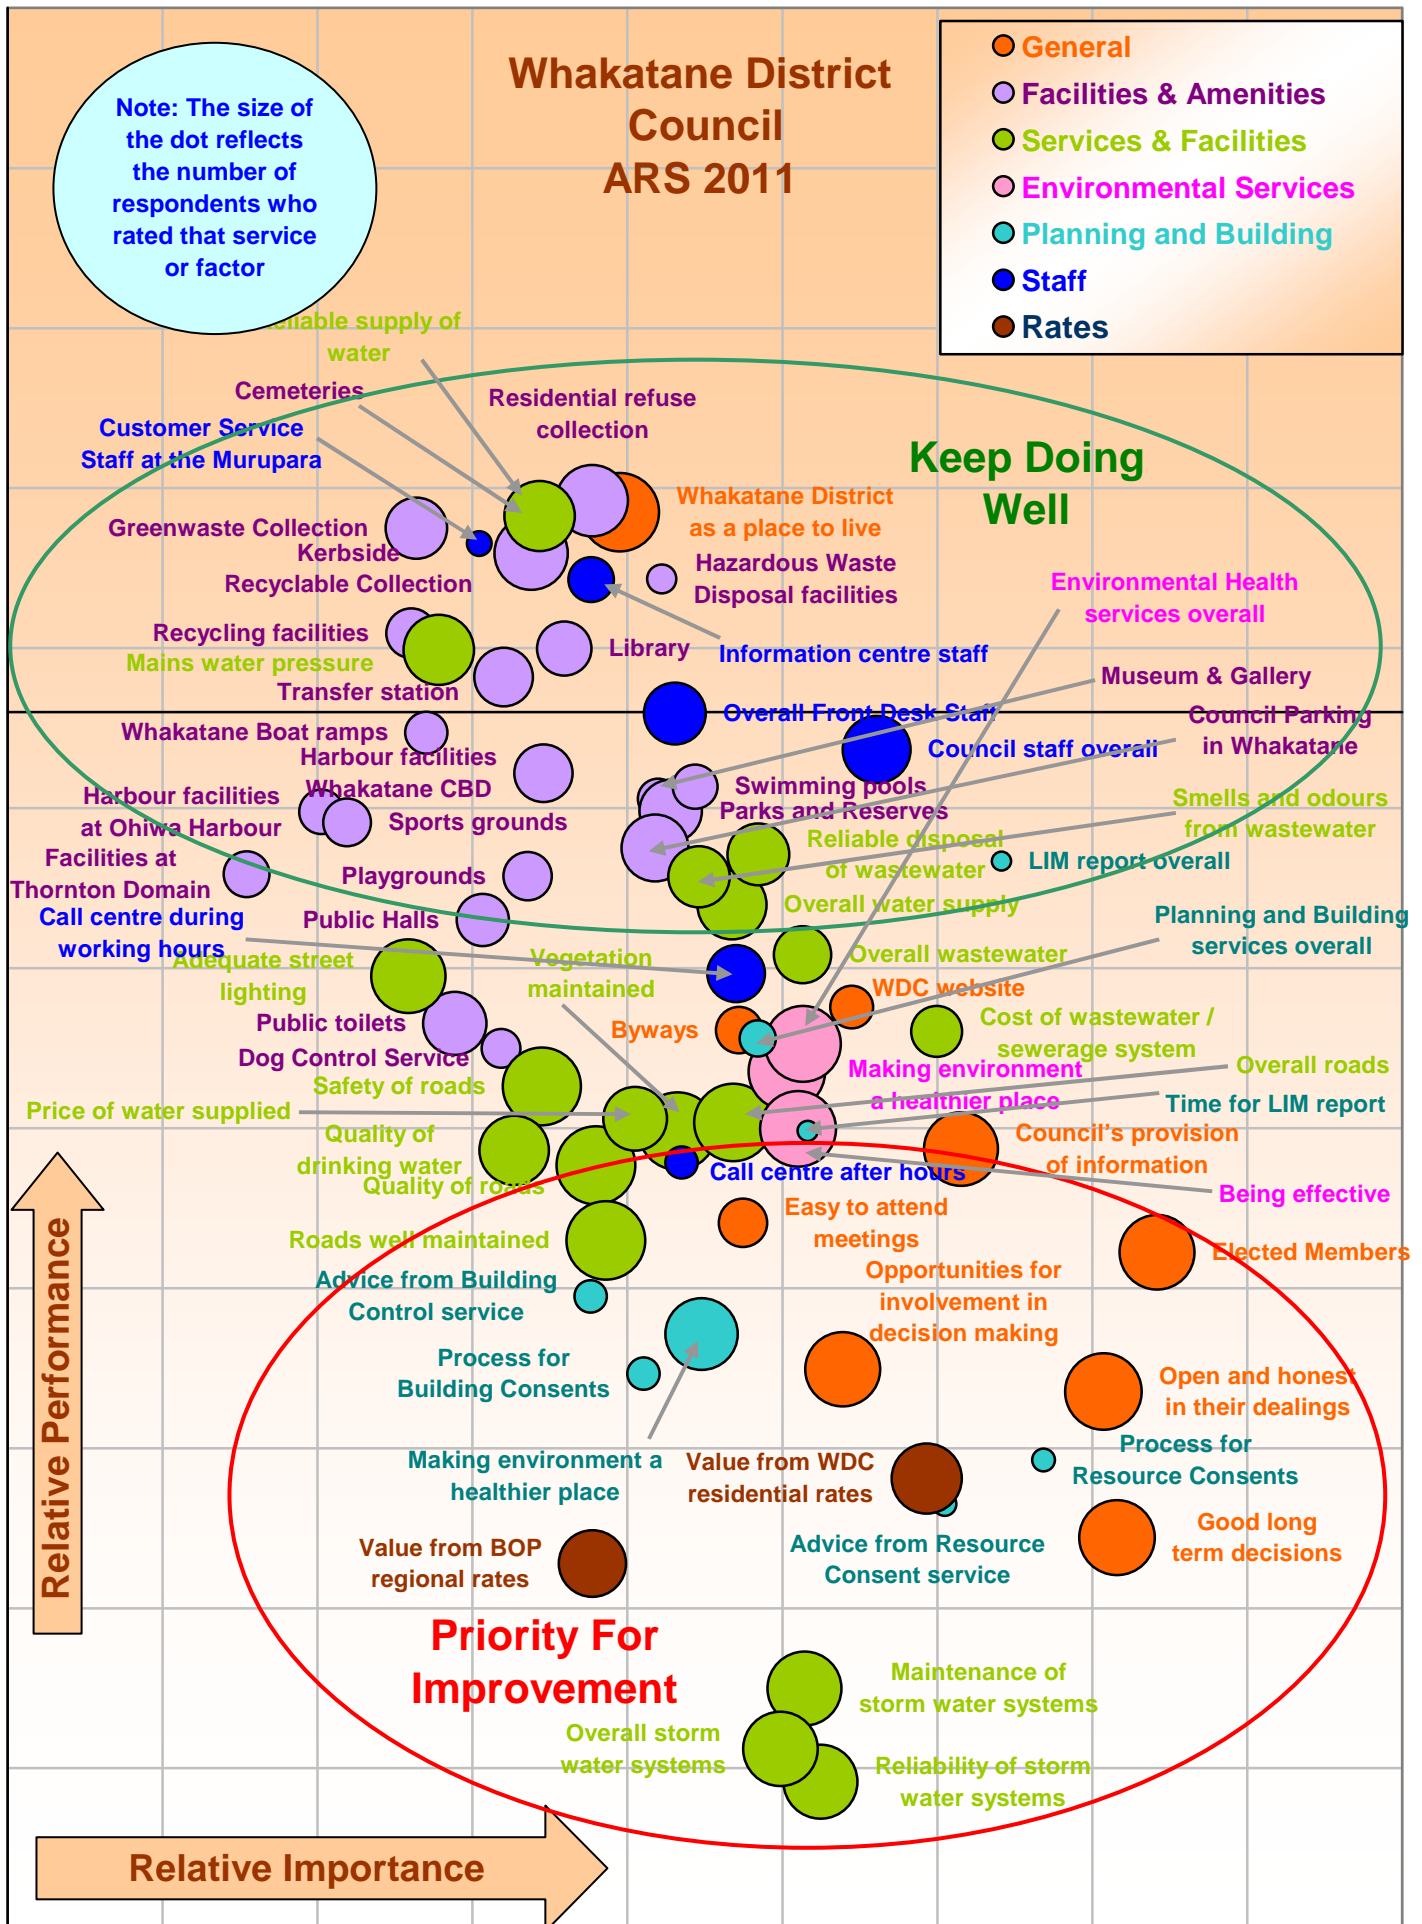 Whakatane District
Council
ARS 2011
Note: The size of
the dot reflects
the number of
respondents who
rated that service
or factor
General
Facilities & Amenities
Services & Facilities
Environmental Services
Planning and Building
Staff
Rates
Reliable supply of
water
Cemeteries
Residential refuse
collection
Customer Service
Staff at the Murupara
Keep Doing
Well
Whakatane District
as a place to live
Greenwaste Collection
Kerbside
Recyclable Collection
Hazardous Waste
Disposal facilities
Environmental Health
services overall
Recycling facilities
Mains water pressure
Library
Information centre staff
Transfer station
Museum & Gallery
Overall Front Desk Staff
Council Parking
in Whakatane
Whakatane Boat ramps
Council staff overall
Harbour facilities
Whakatane CBD
Swimming pools
Harbour facilities
at Ohiwa Harbour
Sports grounds
Parks and Reserves
Smells and odours
from wastewater
Reliable disposal
of wastewater
LIM report overall
Facilities at
Thornton Domain
Playgrounds
Overall water supply
Call centre during
working hours
Public Halls
Planning and Building
services overall
Adequate street
lighting
Vegetation
maintained
Overall wastewater
WDC website
Public toilets
Byways
Cost of wastewater /
sewerage system
Dog Control Service
Making environment
a healthier place
Overall roads
Safety of roads
Price of water supplied
Time for LIM report
Quality of
drinking water
Council's provision
of information
Quality of roads
Call centre after hours
Being effective
Easy to attend
meetings
Roads well maintained
Elected Members
Advice from Building
Control service
Opportunities for
involvement in
decision making
Process for
Building Consents
Open and honest
in their dealings
Making environment a
healthier place
Value from WDC
residential rates
Process for
Resource Consents
Value from BOP
regional rates
Advice from Resource
Consent service
Good long
term decisions
Priority For
Improvement
Maintenance of
storm water systems
Overall storm
water systems
Reliability of storm
water systems
Relative Performance
Relative Importance